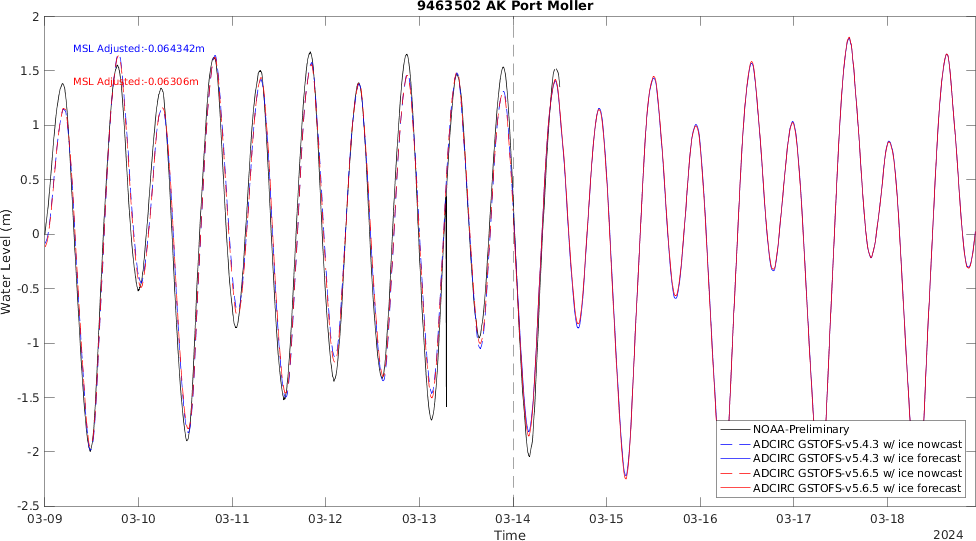 9463502 AK Port Moller
MSL Adjusted:-0.064342m
MSL Adjusted:-0.06306m
Water Level (m)
2
1.5
1
0.5
0
-0.5
-1
-1.5
-2
-2.5
NOAA-Preliminary
ADCIRC GSTOFS-v5.4.3 w/ ice nowcast
ADCIRC GSTOFS-v5.4.3 w/ ice forecast
ADCIRC GSTOFS-v5.6.5 w/ ice nowcast
ADCIRC GSTOFS-v5.6.5 w/ ice forecast
03-09 03-10 03-11 03-12 03-13 03-14 03-15 03-16 03-17 03-18
Time
2024